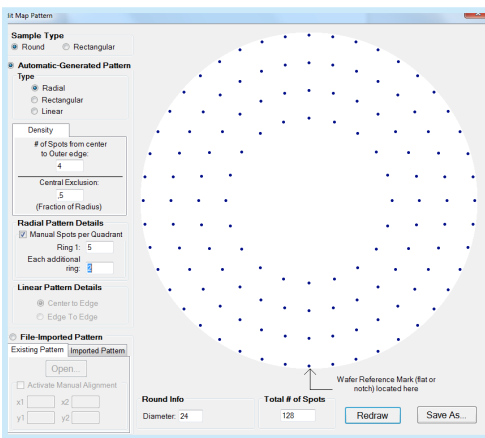 lit Map Pattern
Sample Type
Round Rectangular
Automatic-Generated Pattern
Type
Radial
Rectangular
Linear
Density
# of Spots from center
to Outer edge:
4
Central Exclusion:
,5
(Fraction of Radius)
Radial Pattern Details
Manual Spots per Quadrant
Ring 1: 5
Each additional
ring: 2
Linear Pattern Details
Center to Edge
Edge To Edge
File-Imported Pattern
Existing Pattern Imported Pattern
Open...
Activate Manual Alignment
x1 x2
y1 y2
Wafer Reference Mark (flat or
notch) located here
Round Info
Diameter: 24
Total # of Spots
128
Redraw
Save As...